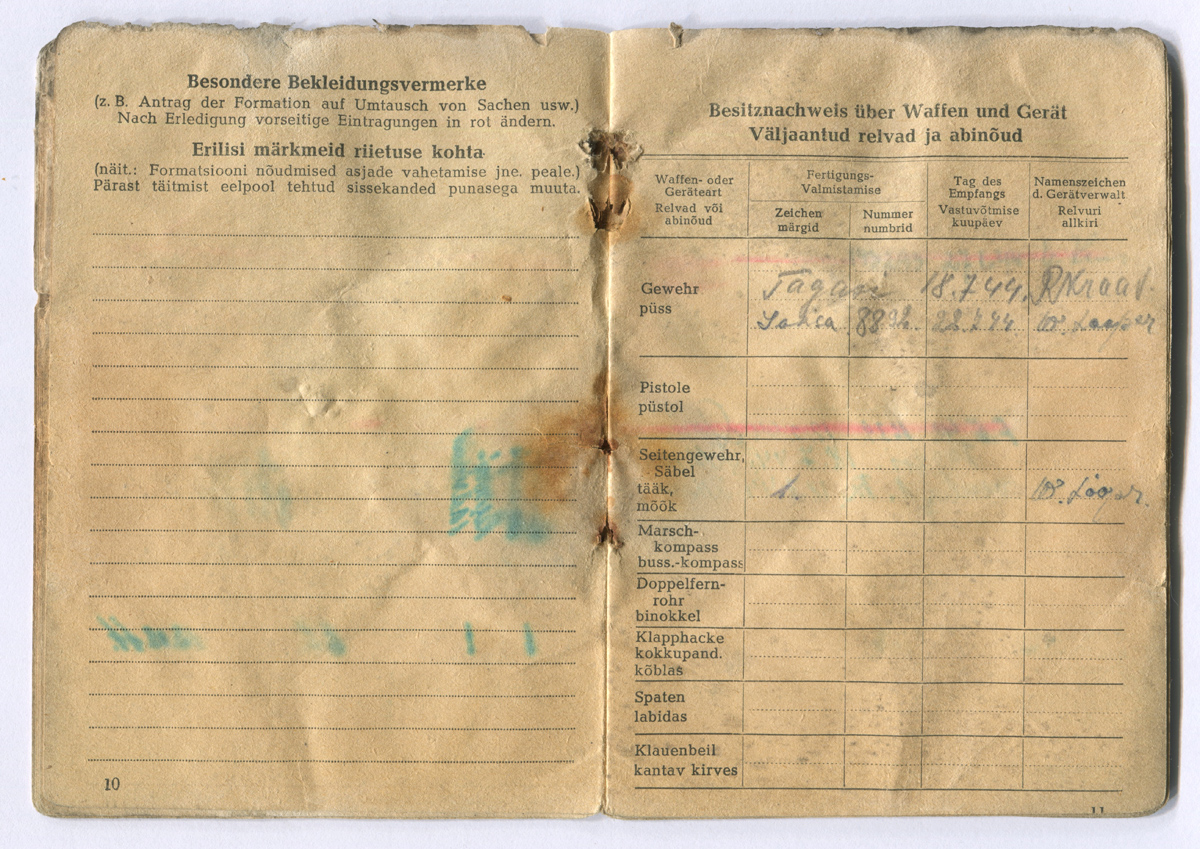 Besondere Bekleidungsvermerke
(z. B. Antrag der Formation auf Umtausch von Sachen usw.)
Nach Erledigung vorseitige Eintragungen in rot ändern.
Erilisi märkmeid riietuse kohta
(näit.: Formatsiooni nõudmised asjade vahetamise jne. peale.)
Pärast täitmist eelpool tehtud sissekanded punasega muuta.
10
Besitznachweis über Waffen und Gerät
Väljaantud relvad ja abinõud
Waffen- oder
Geräteart
Relvad või
abinõud
Fertigungs-
Valmistamise
Zeichen
märgid
Nummer
numbrid
Tag des
Empfangs
Vastuvõtmise
kuupäev
Namenszeichen
d. Gerätverwalt
Relvuri
allkiri
Gewehr
püss
Tagasi 18.7.44.
22.7.44
Pistole
püstol
Seitengewehr,
Säbel
tääk,
mõõk
1.
Marsch-
kompass
buss.-kompass
Doppelfern-
rohr
binokkel
Klapphacke
kokkupand.
kõblas
Spaten
labidas
Klauenbeil
kantav kirves
11